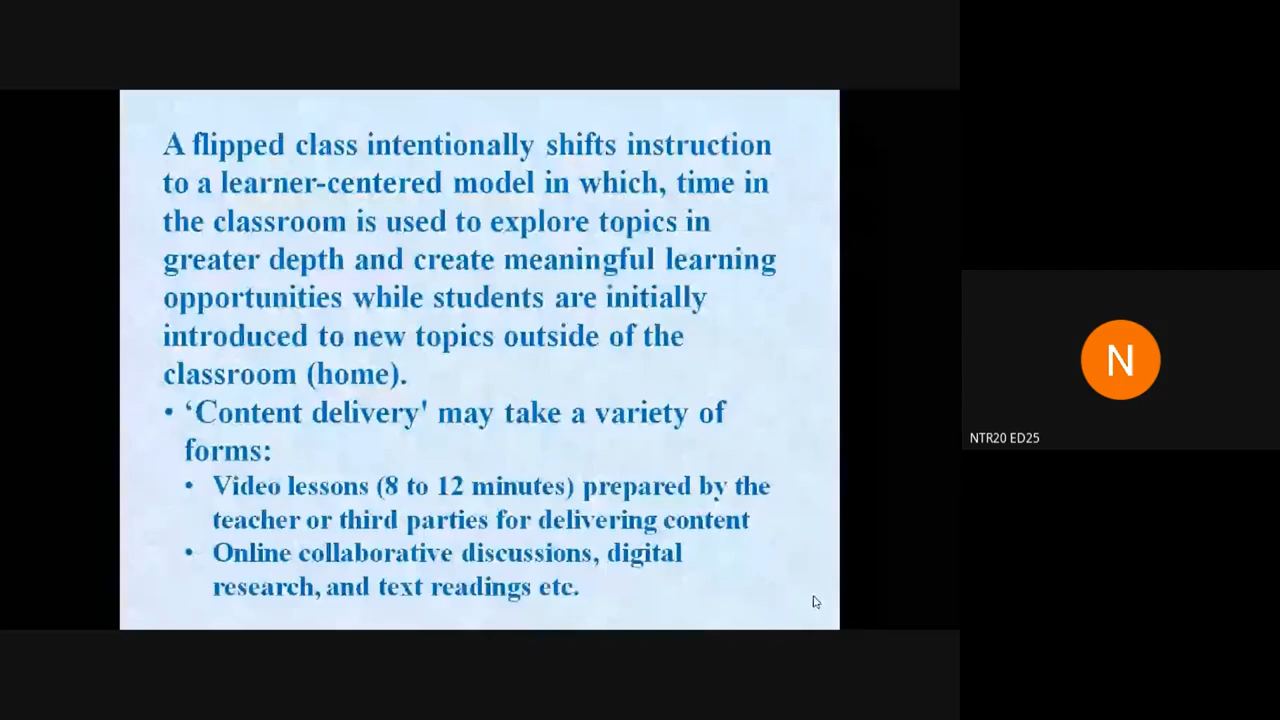 A flipped class intentionally shifts instruction
to a learner-centered model in which, time in
the classroom is used to explore topics in
greater depth and create meaningful learning
opportunities while students are initially
introduced to new topics outside of the
classroom (home).
• ‘Content delivery' may take a variety of
forms:
• Video lessons (8 to 12 minutes) prepared by the
teacher or third parties for delivering content
• Online collaborative discussions, digital
research, and text readings etc.
N
NTR20 ED25